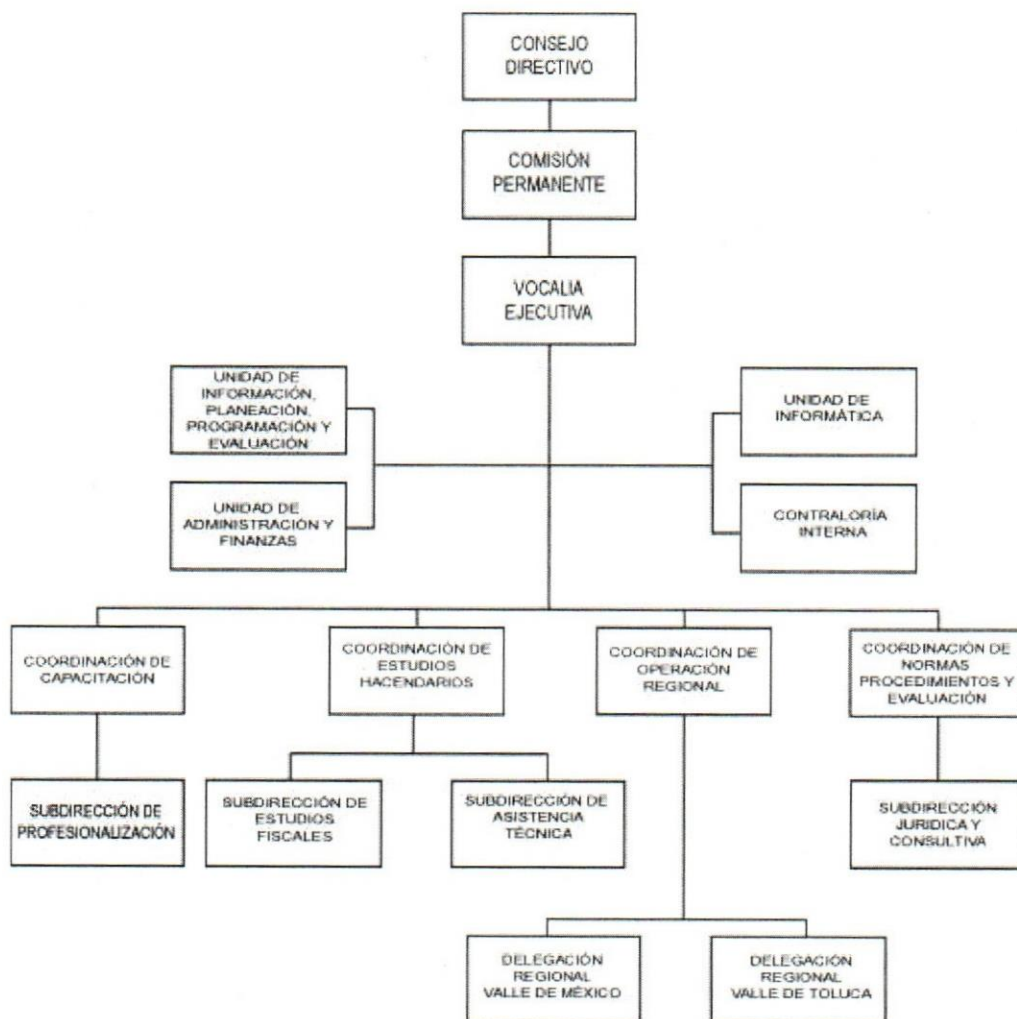 CONSEJO
DIRECTIVO
COMISIÓN
PERMANENTE
VOCALIA
EJECUTIVA
UNIDAD DE
INFORMACIÓN,
PLANEACIÓN,
PROGRAMACIÓN Y
EVALUACIÓN
UNIDAD DE
INFORMÁTICA
UNIDAD DE
ADMINISTRACIÓN Y
FINANZAS
CONTRALORÍA
INTERNA
COORDINACIÓN DE
CAPACITACIÓN
COORDINACIÓN DE
ESTUDIOS
HACENDARIOS
COORDINACIÓN DE
OPERACIÓN
REGIONAL
COORDINACIÓN DE
NORMAS
PROCEDIMIENTOS Y
EVALUACIÓN
SUBDIRECCIÓN DE
PROFESIONALIZACIÓN
SUBDIRECCIÓN DE
ESTUDIOS
FISCALES
SUBDIRECCIÓN DE
ASISTENCIA
TÉCNICA
SUBDIRECCIÓN
JURIDICA Y
CONSULTIVA
DELEGACIÓN
REGIONAL
VALLE DE MÉXICO
DELEGACIÓN
REGIONAL
VALLE DE TOLUCA